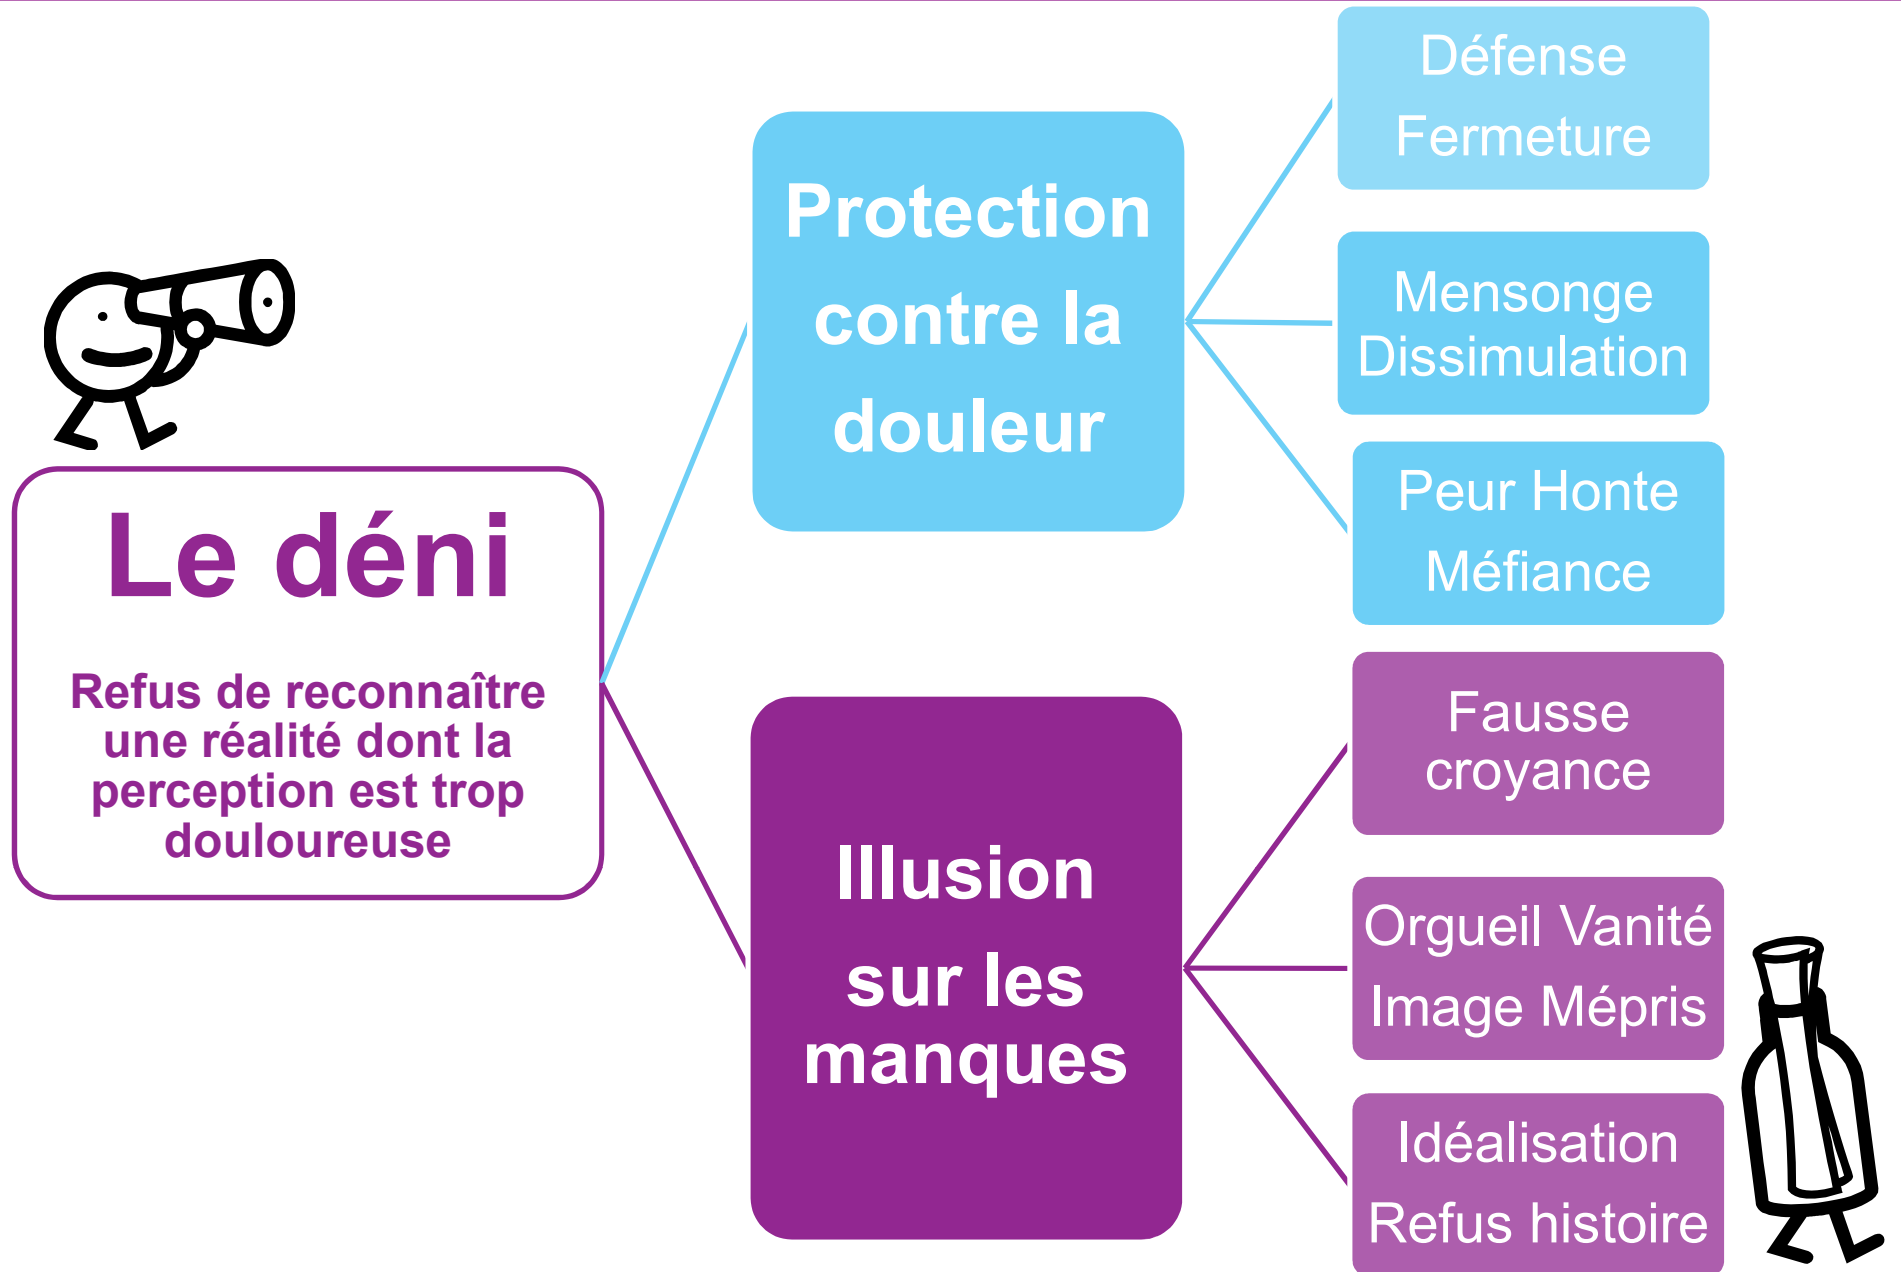 Le déni
Refus de reconnaître
une réalité dont la
perception est trop
douloureuse
Protection
contre la
douleur
Défense
Fermeture
Mensonge
Dissimulation
Peur Honte
Méfiance
Illusion
sur les
manques
Fausse
croyance
Orgueil Vanité
Image Mépris
Idéalisation
Refus histoire